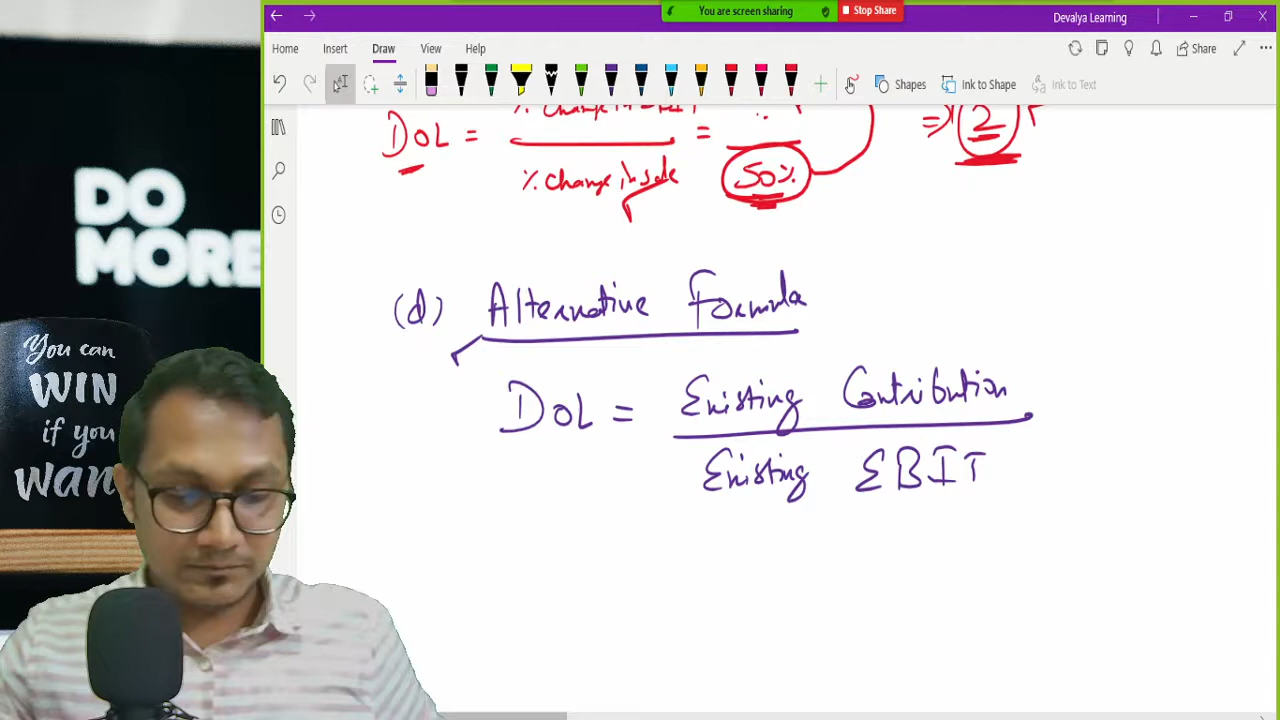 You are screen sharing
Stop Share
Devalya Learning
Home Insert Draw View Help
Share
Shapes Ink to Shape Ink to Text
DOL = = => 2
% change in sale 50%
DO
MORE
(d) Alternative Formula
You can
WIN
if you
Want
DOL = Existing Contribution
Existing EBIT